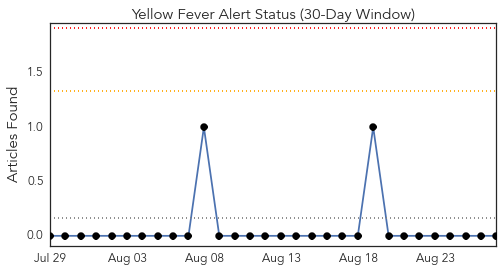 Yellow Fever Alert Status (30-Day Window)
Articles Found
1.5
1.0
0.5
0.0
Jul 29 Aug 03 Aug 08 Aug 13 Aug 18 Aug 23